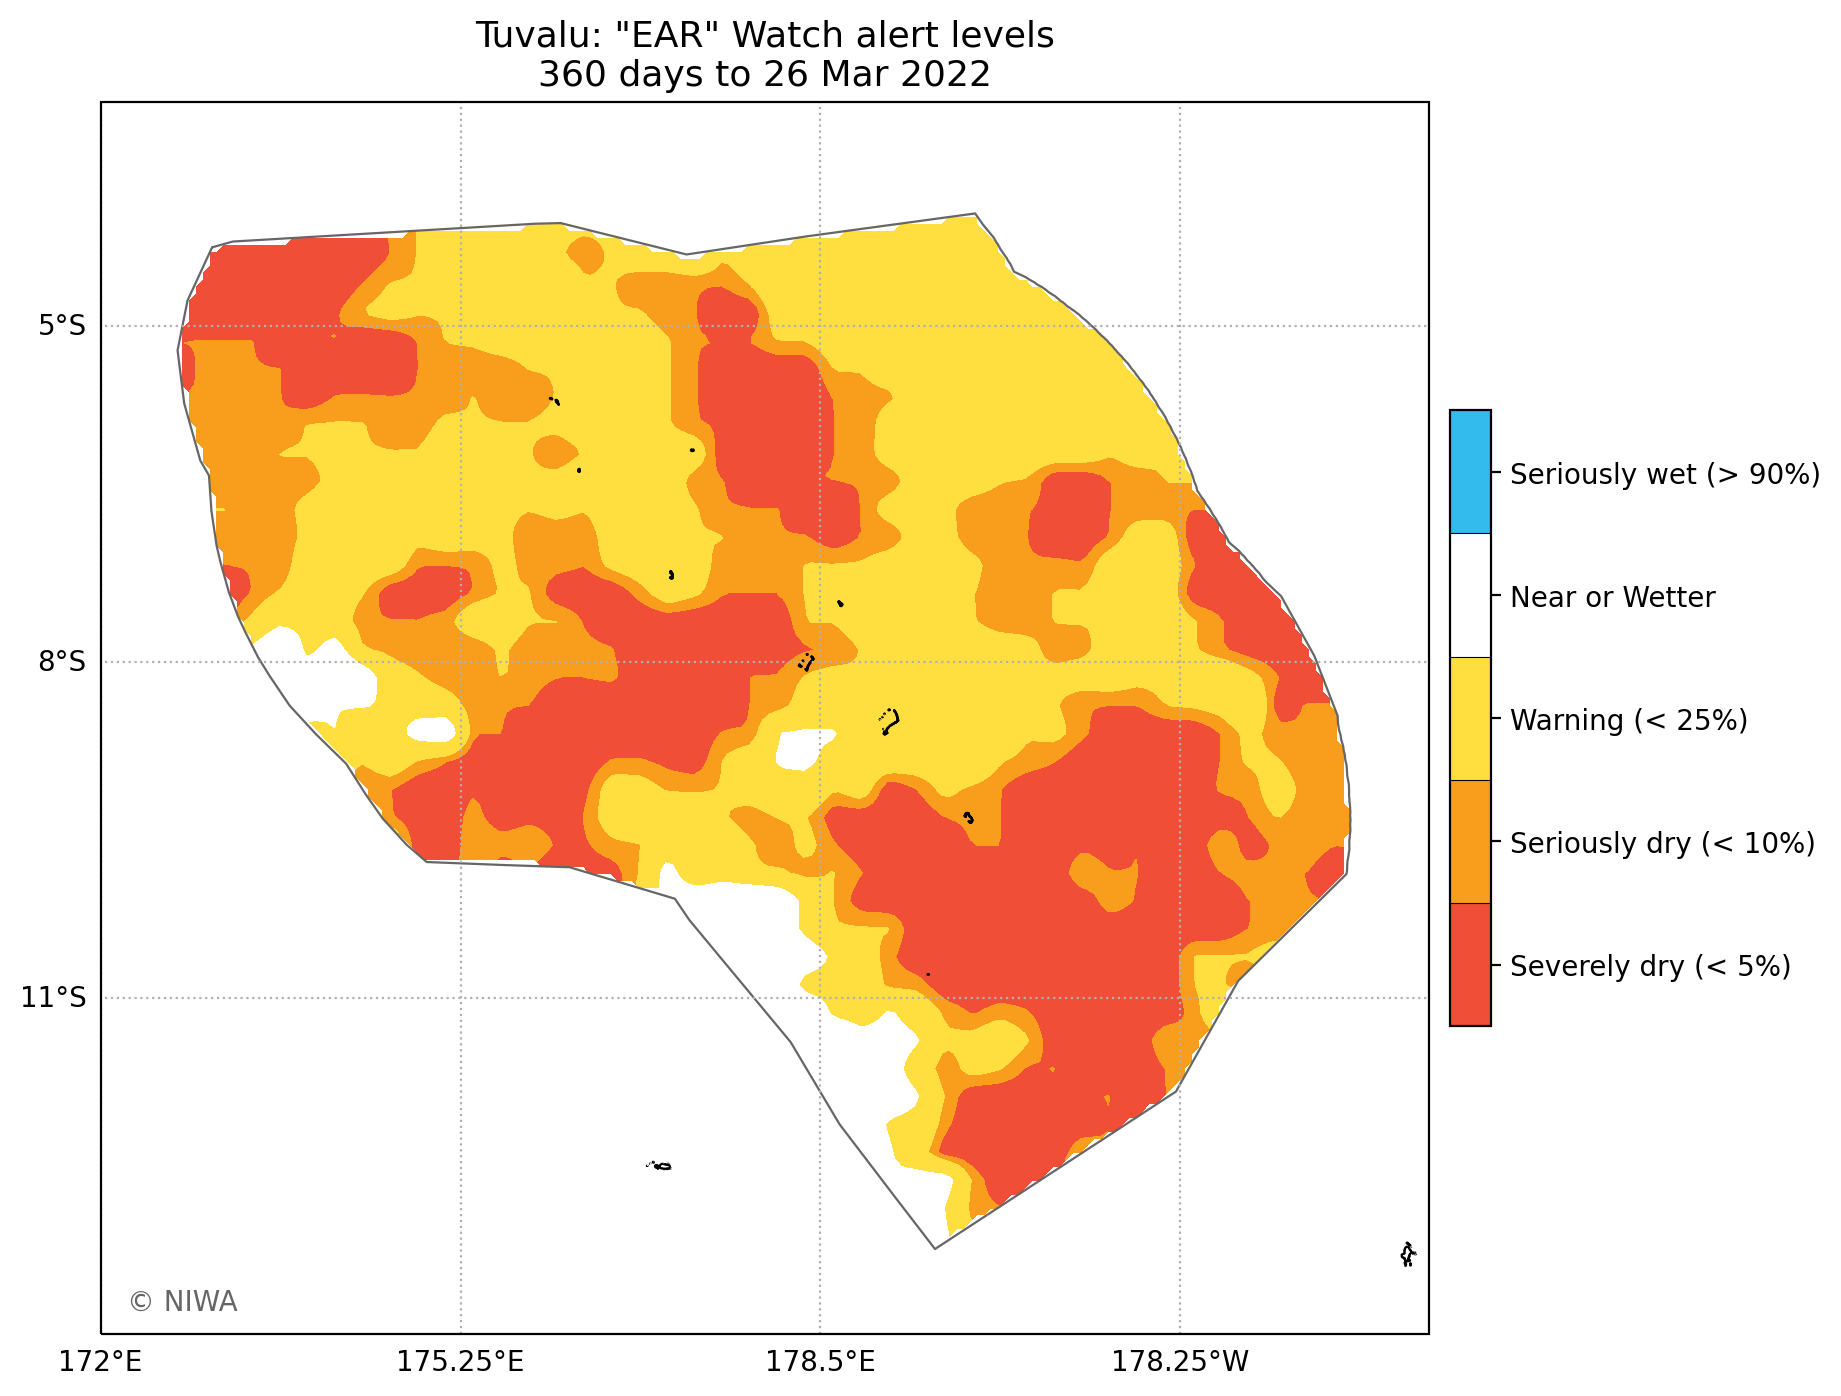 Tuvalu: "EAR" Watch alert levels
360 days to 26 Mar 2022
5°S
8°S
11°S
172°E
175.25°E
178.5°E
178.25°W
Seriously wet (> 90%)
Near or Wetter
Warning (< 25%)
Seriously dry (< 10%)
Severely dry (< 5%)
© NIWA